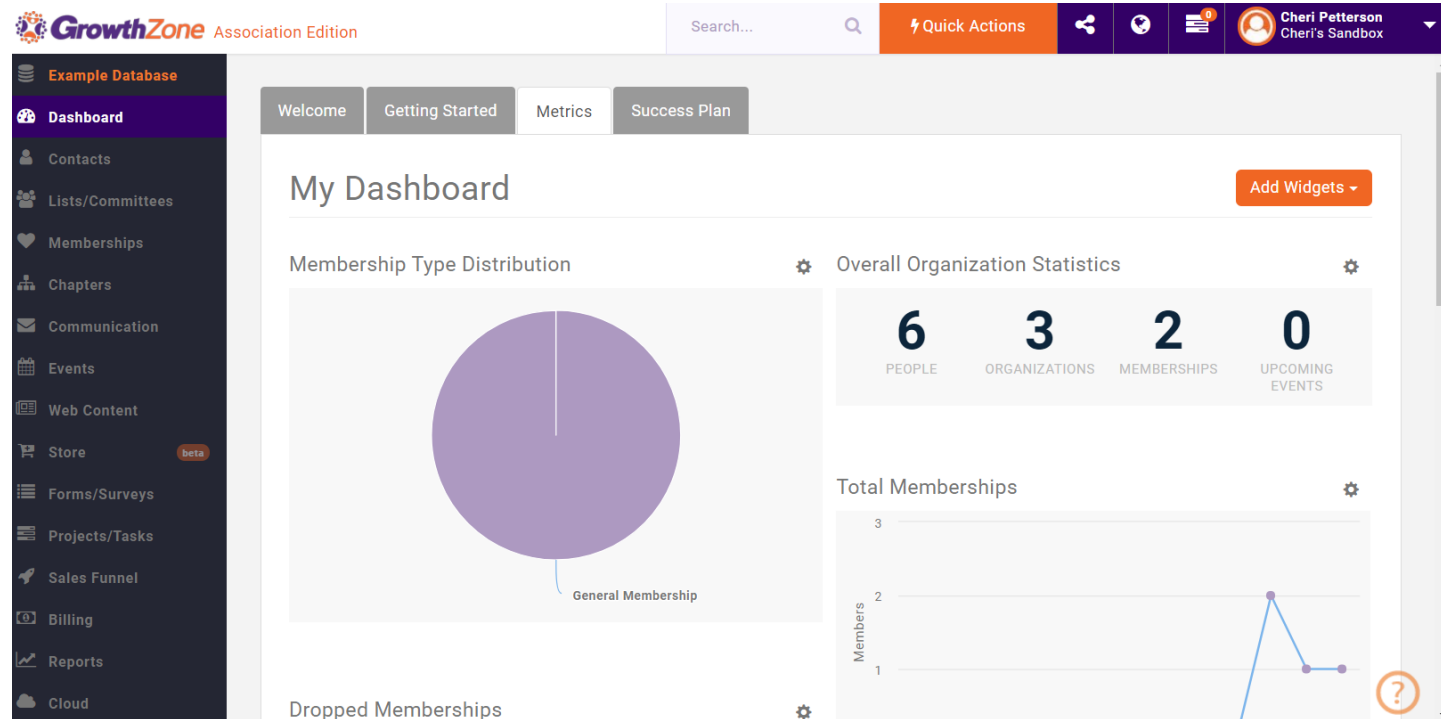 GrowthZone Association Edition
Search...
Quick Actions
0
Cheri Petterson
Cheri's Sandbox
Example Database
Dashboard
Contacts
Lists/Committees
Memberships
Chapters
Communication
Events
Web Content
Store
beta
Forms/Surveys
Projects/Tasks
Sales Funnel
Billing
Reports
Cloud
Welcome
Getting Started
Metrics
Success Plan
My Dashboard
Add Widgets
Membership Type Distribution
General Membership
Dropped Memberships
Overall Organization Statistics
6
PEOPLE
3
ORGANIZATIONS
2
MEMBERSHIPS
0
UPCOMING
EVENTS
Total Memberships
3
2
1
Members
?